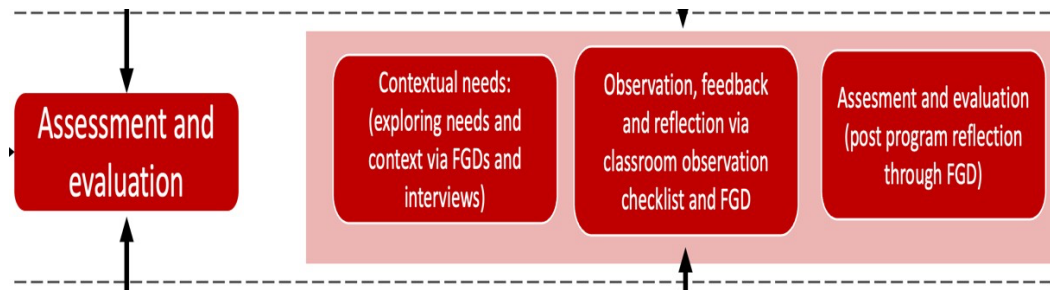 Assessment and
evaluation
Contextual needs:
(exploring needs and
context via FGDs and
interviews)
Observation, feedback
and reflection via
classroom observation
checklist and FGD
Assesment and evaluation
(post program reflection
through FGD)